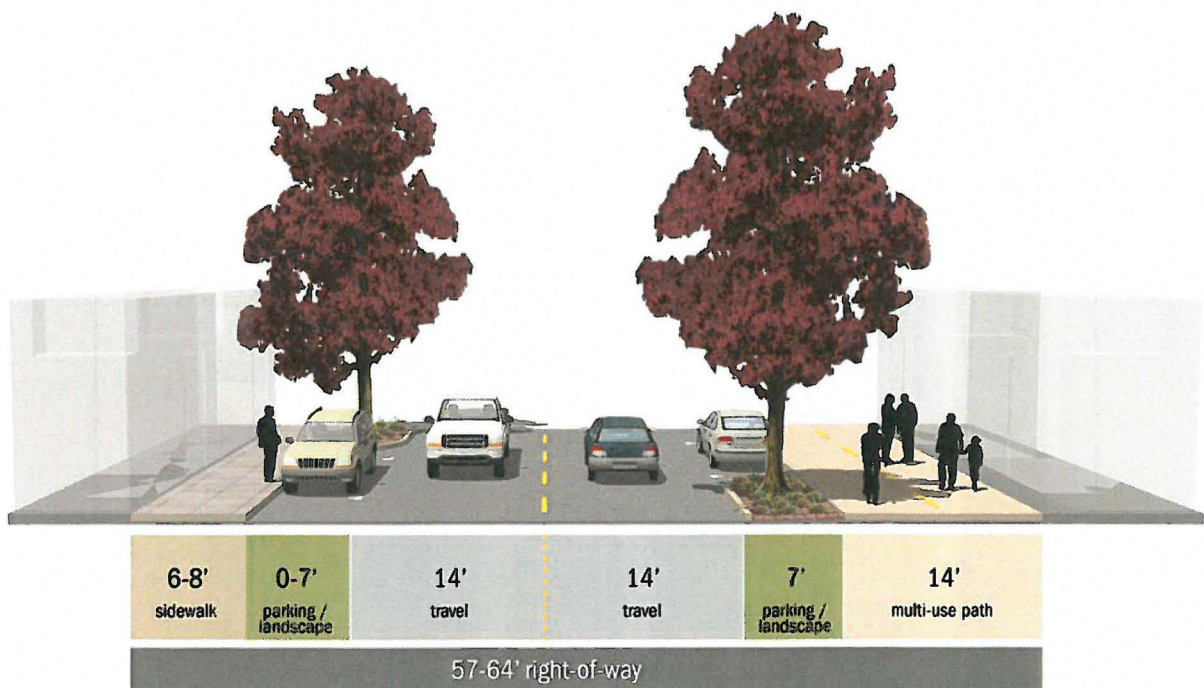 6-8' 0-7' 14' 14' 7' 14'
sidewalk parking / landscape travel travel parking / landscape multi-use path
57-64' right-of-way